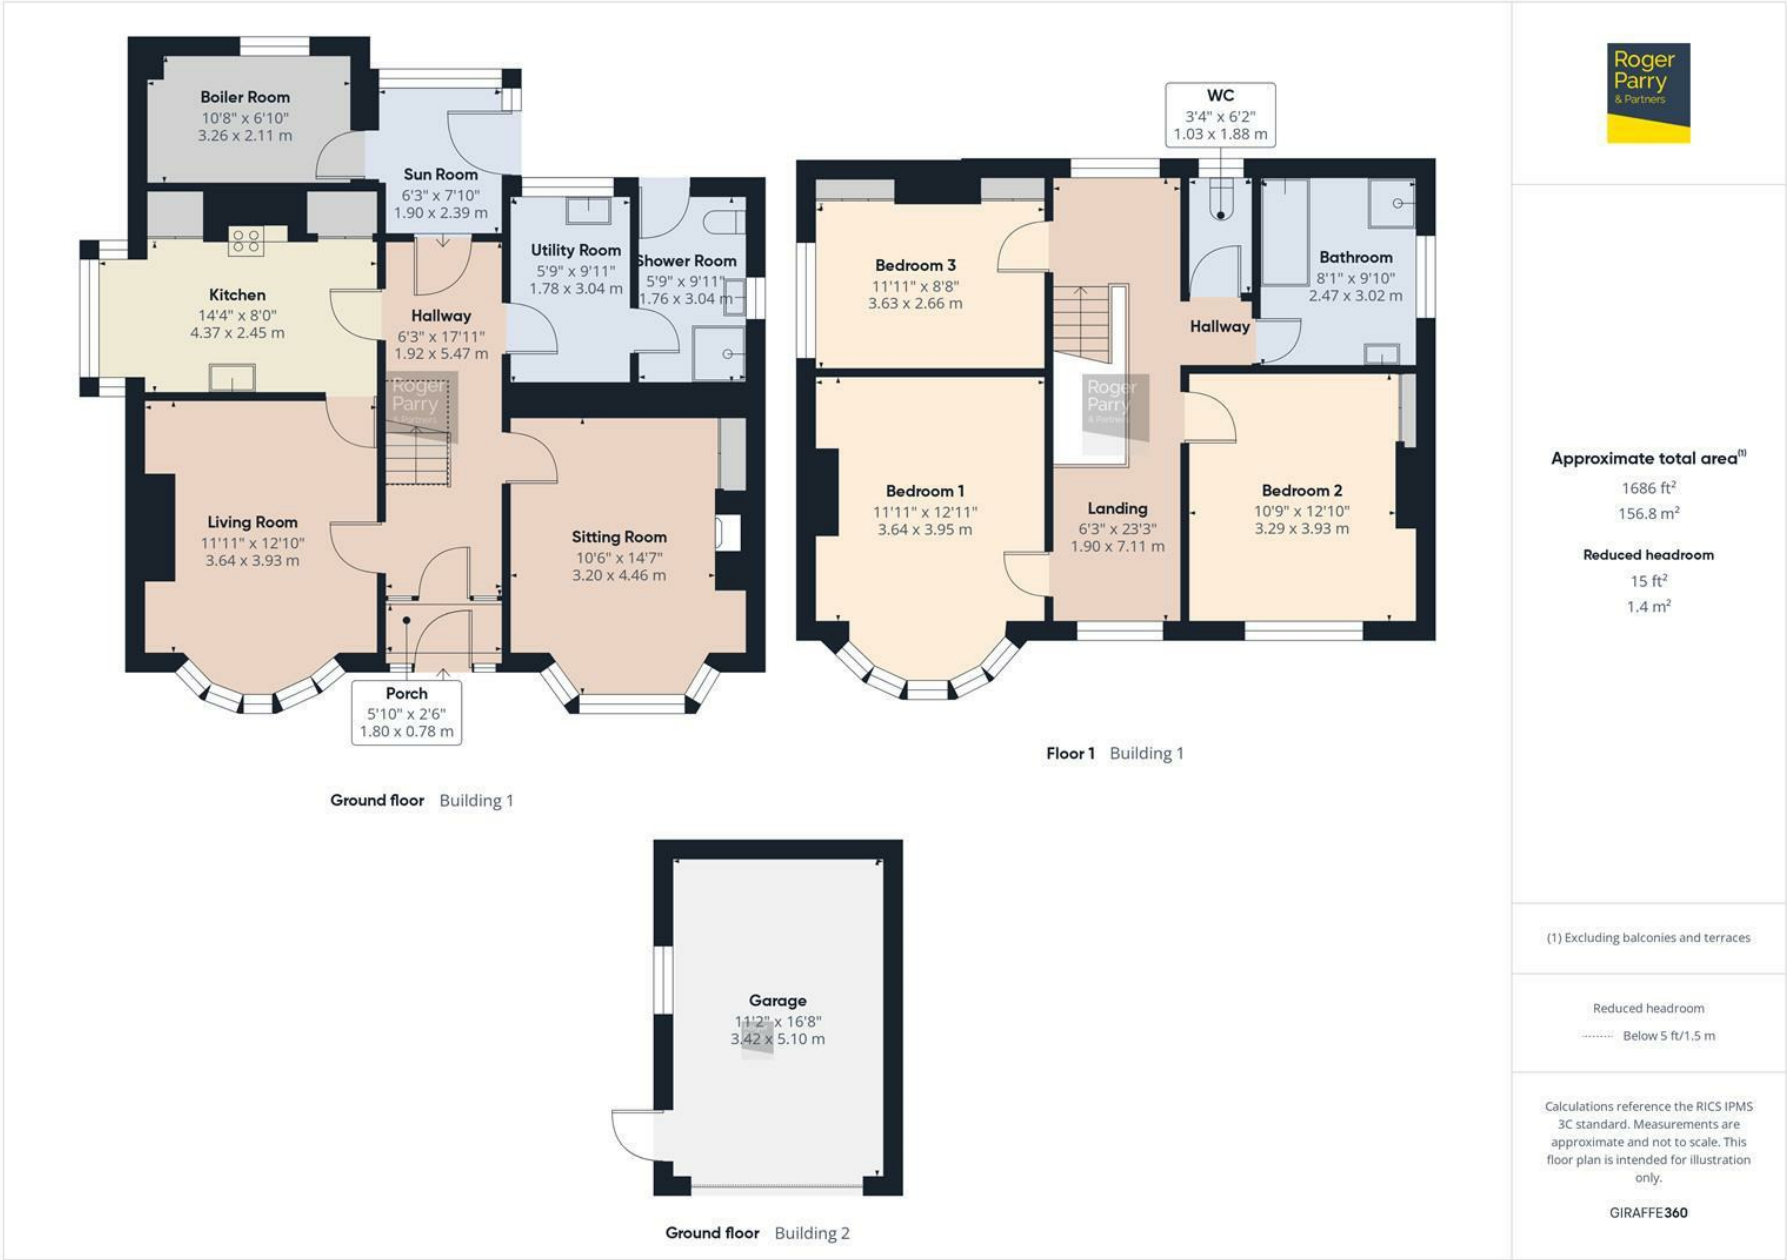 Boiler Room
10'8" x 6'10"
3.26 x 2.11 m
Sun Room
6'3" x 7'10"
1.90 x 2.39 m
Utility Room
5'9" x 9'11"
1.78 x 3.04 m
Shower Room
5'9" x 9'11"
1.76 x 3.04 m
Kitchen
14'4" x 8'0"
4.37 x 2.45 m
Hallway
6'3" x 17'11"
1.92 x 5.47 m
Roger
Parry
& Partners
Living Room
11'11" x 12'10"
3.64 x 3.93 m
Sitting Room
10'6" x 14'7"
3.20 x 4.46 m
Porch
5'10" x 2'6"
1.80 x 0.78 m
Ground floor Building 1
WC
3'4" x 6'2"
1.03 x 1.88 m
Bedroom 3
11'11" x 8'8"
3.63 x 2.66 m
Bathroom
8'1" x 9'10"
2.47 x 3.02 m
Hallway
Roger
Parry
& Partners
Bedroom 1
11'11" x 12'11"
3.64 x 3.95 m
Landing
6'3" x 23'3"
1.90 x 7.11 m
Bedroom 2
10'9" x 12'10"
3.29 x 3.93 m
Floor 1 Building 1
Garage
11'2" x 16'8"
3.42 x 5.10 m
Ground floor Building 2
Roger
Parry
& Partners
Approximate total area(1)
1686 ft²
156.8 m²
Reduced headroom
15 ft²
1.4 m²
(1) Excluding balconies and terraces
Reduced headroom
Below 5 ft/1.5 m
Calculations reference the RICS IPMS
3C standard. Measurements are
approximate and not to scale. This
floor plan is intended for illustration
only.
GIRAFFE360